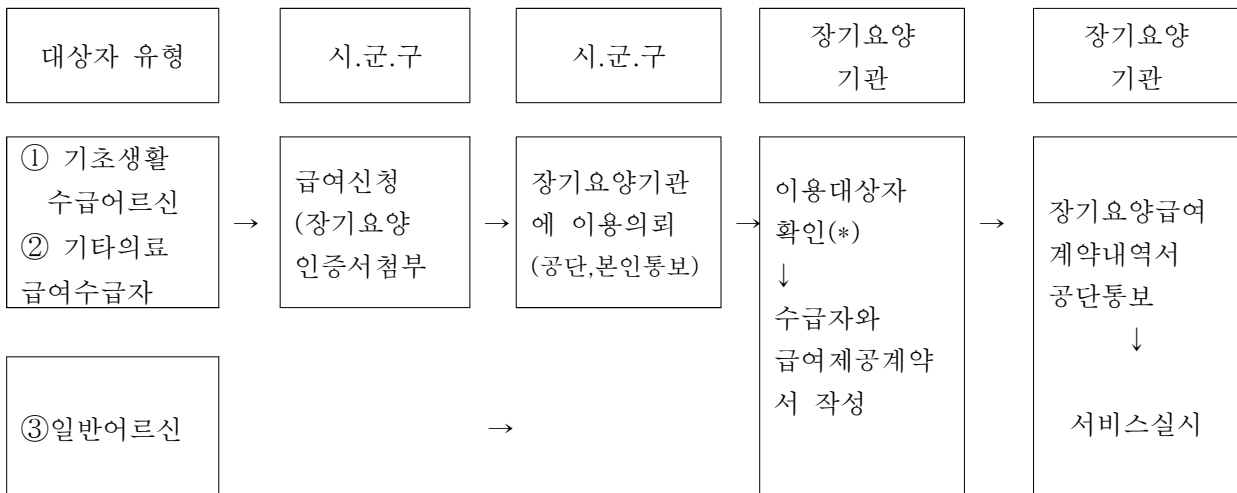 대상자 유형
시.군.구
시.군.구
장기요양
기관
장기요양
기관
① 기초생활
수급어르신
② 기타의료
급여수급자
→
급여신청
(장기요양
인증서첨부
→
장기요양기관
에 이용의뢰
(공단,본인통보)
→
이용대상자
확인(*)
↓
수급자와
급여제공계약
서 작성
→
장기요양급여
계약내역서
공단통보
↓
서비스실시
③일반어르신
→